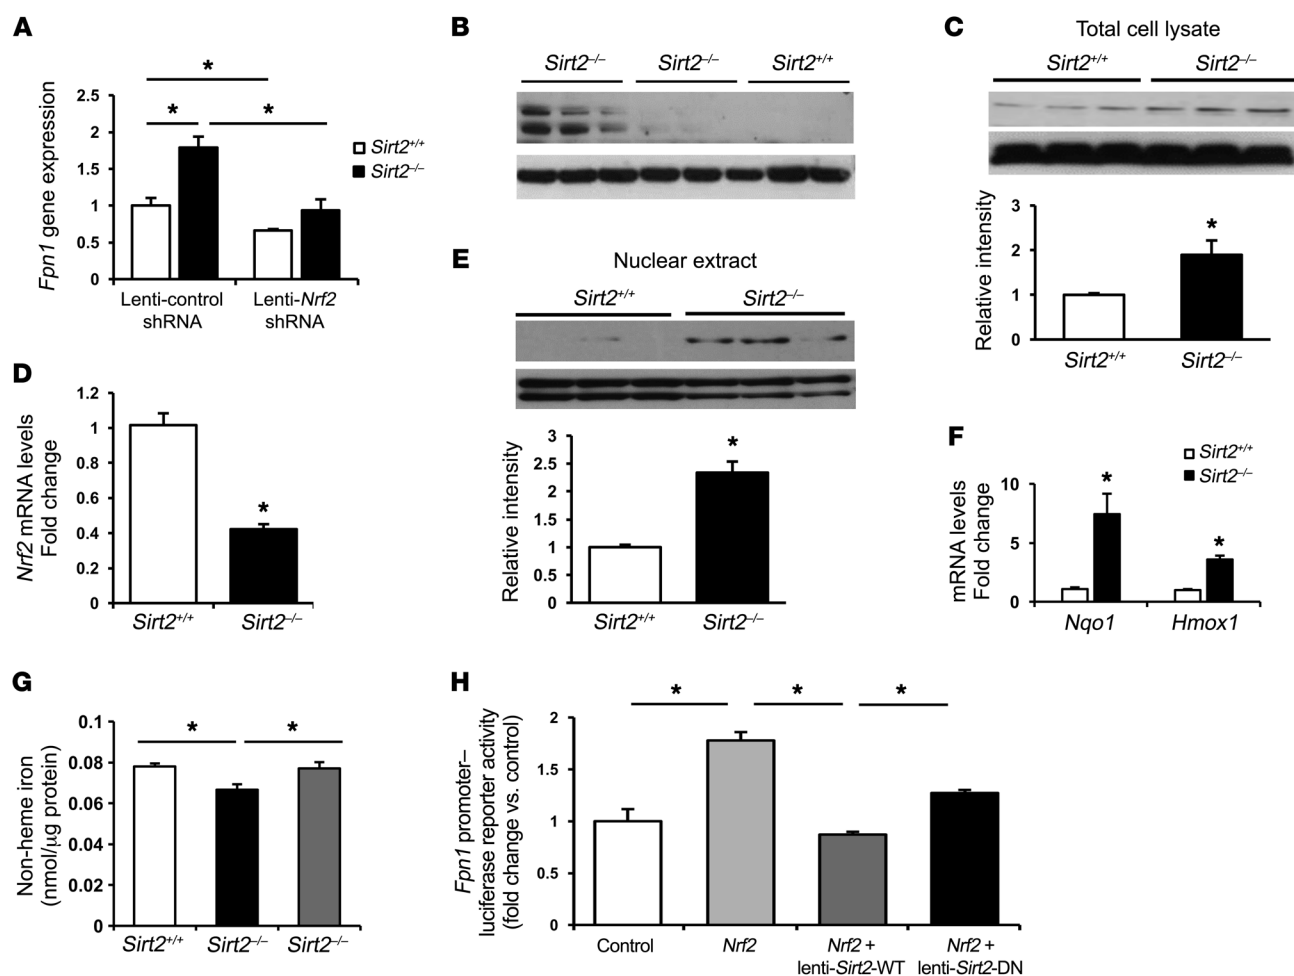 A
*
*
*
2.5
2
1.5
1
0.5
0
Fpn1 gene expression
Sirt2+/+
Sirt2–/–
Lenti-control
shRNA
Lenti-Nrf2
shRNA
B
Sirt2–/–
Sirt2–/–
Sirt2+/+
C
Total cell lysate
Sirt2+/+
Sirt2–/–
Relative intensity
3
2
1
0
*
Sirt2+/+
Sirt2–/–
D
Nrf2 mRNA levels
Fold change
1.2
1
0.8
0.6
0.4
0.2
0
*
Sirt2+/+
Sirt2–/–
E
Nuclear extract
Sirt2+/+
Sirt2–/–
Relative intensity
3
2.5
2
1.5
1
0.5
0
*
Sirt2+/+
Sirt2–/–
F
Sirt2+/+
Sirt2–/–
mRNA levels
Fold change
10
5
0
*
*
Nqo1
Hmox1
G
Non-heme iron
(nmol/μg protein)
0.1
0.08
0.06
0.04
0.02
0
*
*
Sirt2+/+
Sirt2–/–
Sirt2–/–
H
Fpn1 promoter–
luciferase reporter activity
(fold change vs. control)
2
1.5
1
0.5
0
*
*
*
Control
Nrf2
Nrf2 +
lenti-Sirt2-WT
Nrf2 +
lenti-Sirt2-DN